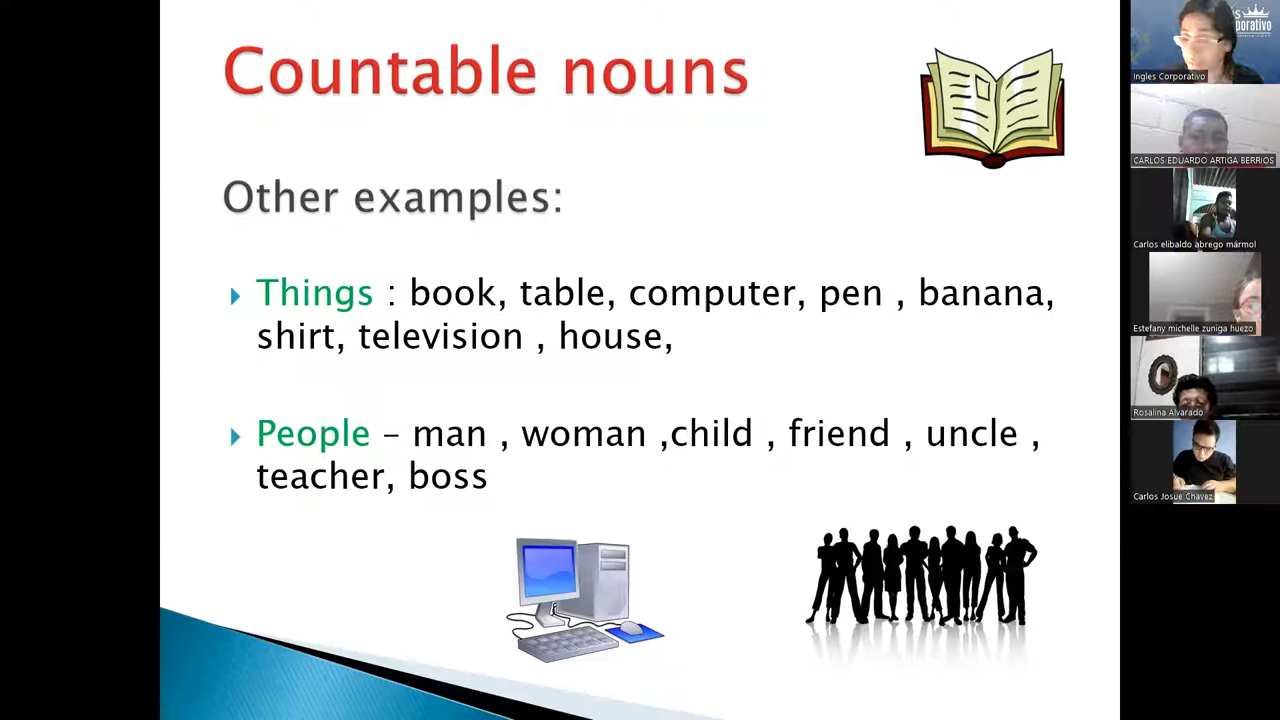 Countable nouns
Other examples:
Things : book, table, computer, pen , banana,
shirt, television , house,
People – man , woman ,child , friend , uncle ,
teacher, boss
S
porativo
Ingles Corporativo
CARLOS EDUARDO ARTIGA BERRIOS
Carlos elibaldo abrego mármol
Estefany michelle zuniga huezo
Rosalina Alvarado
Carlos Josue Chavez